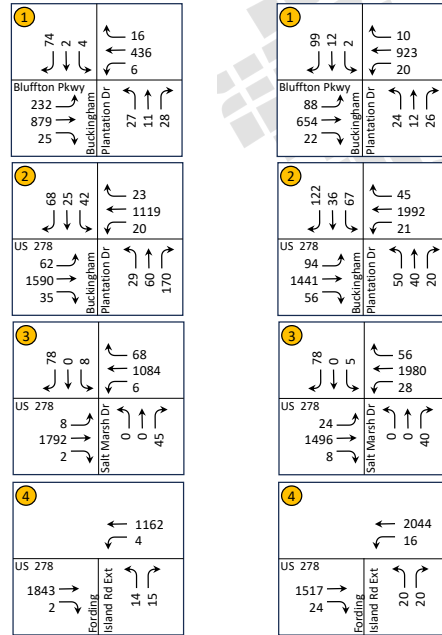 1
74 2 4
16
436
6
Bluffton Pkwy
232
879
25
Buckingham
Plantation Dr
27 11 28
1
99 12 2
10
923
20
Bluffton Pkwy
88
654
22
Buckingham
Plantation Dr
24 12 26
2
68 25 42
23
1119
20
US 278
62
1590
35
Buckingham
Plantation Dr
29 60 170
2
122 36 67
45
1992
21
US 278
94
1441
56
Buckingham
Plantation Dr
50 40 20
3
78 0 8
68
1084
6
US 278
8
1792
2
Salt Marsh Dr
0 0 45
3
78 0 5
56
1980
28
US 278
24
1496
8
Salt Marsh Dr
0 0 40
4
1162
4
US 278
1843
2
Fording
Island Rd Ext
14 15
4
2044
16
US 278
1517
24
Fording
Island Rd Ext
20 20